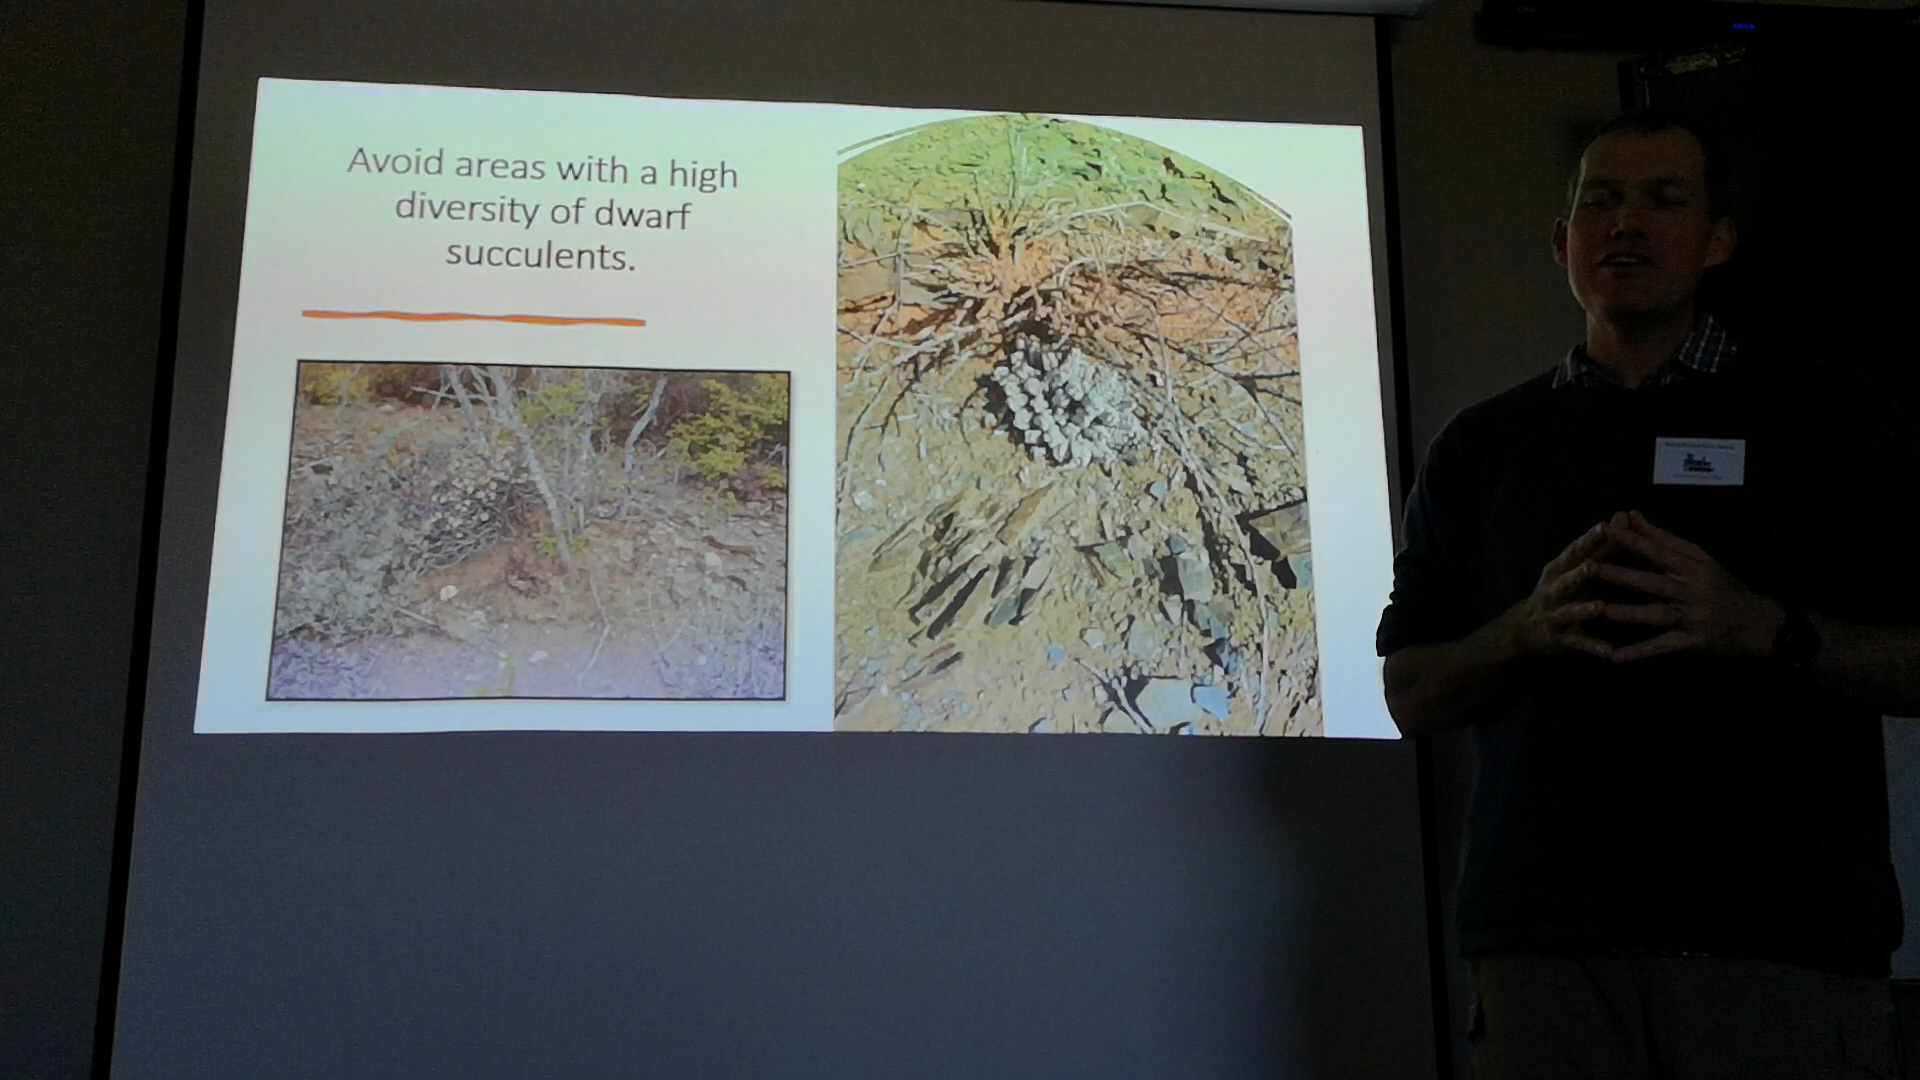 Avoid areas with a high
diversity of dwarf
succulents.